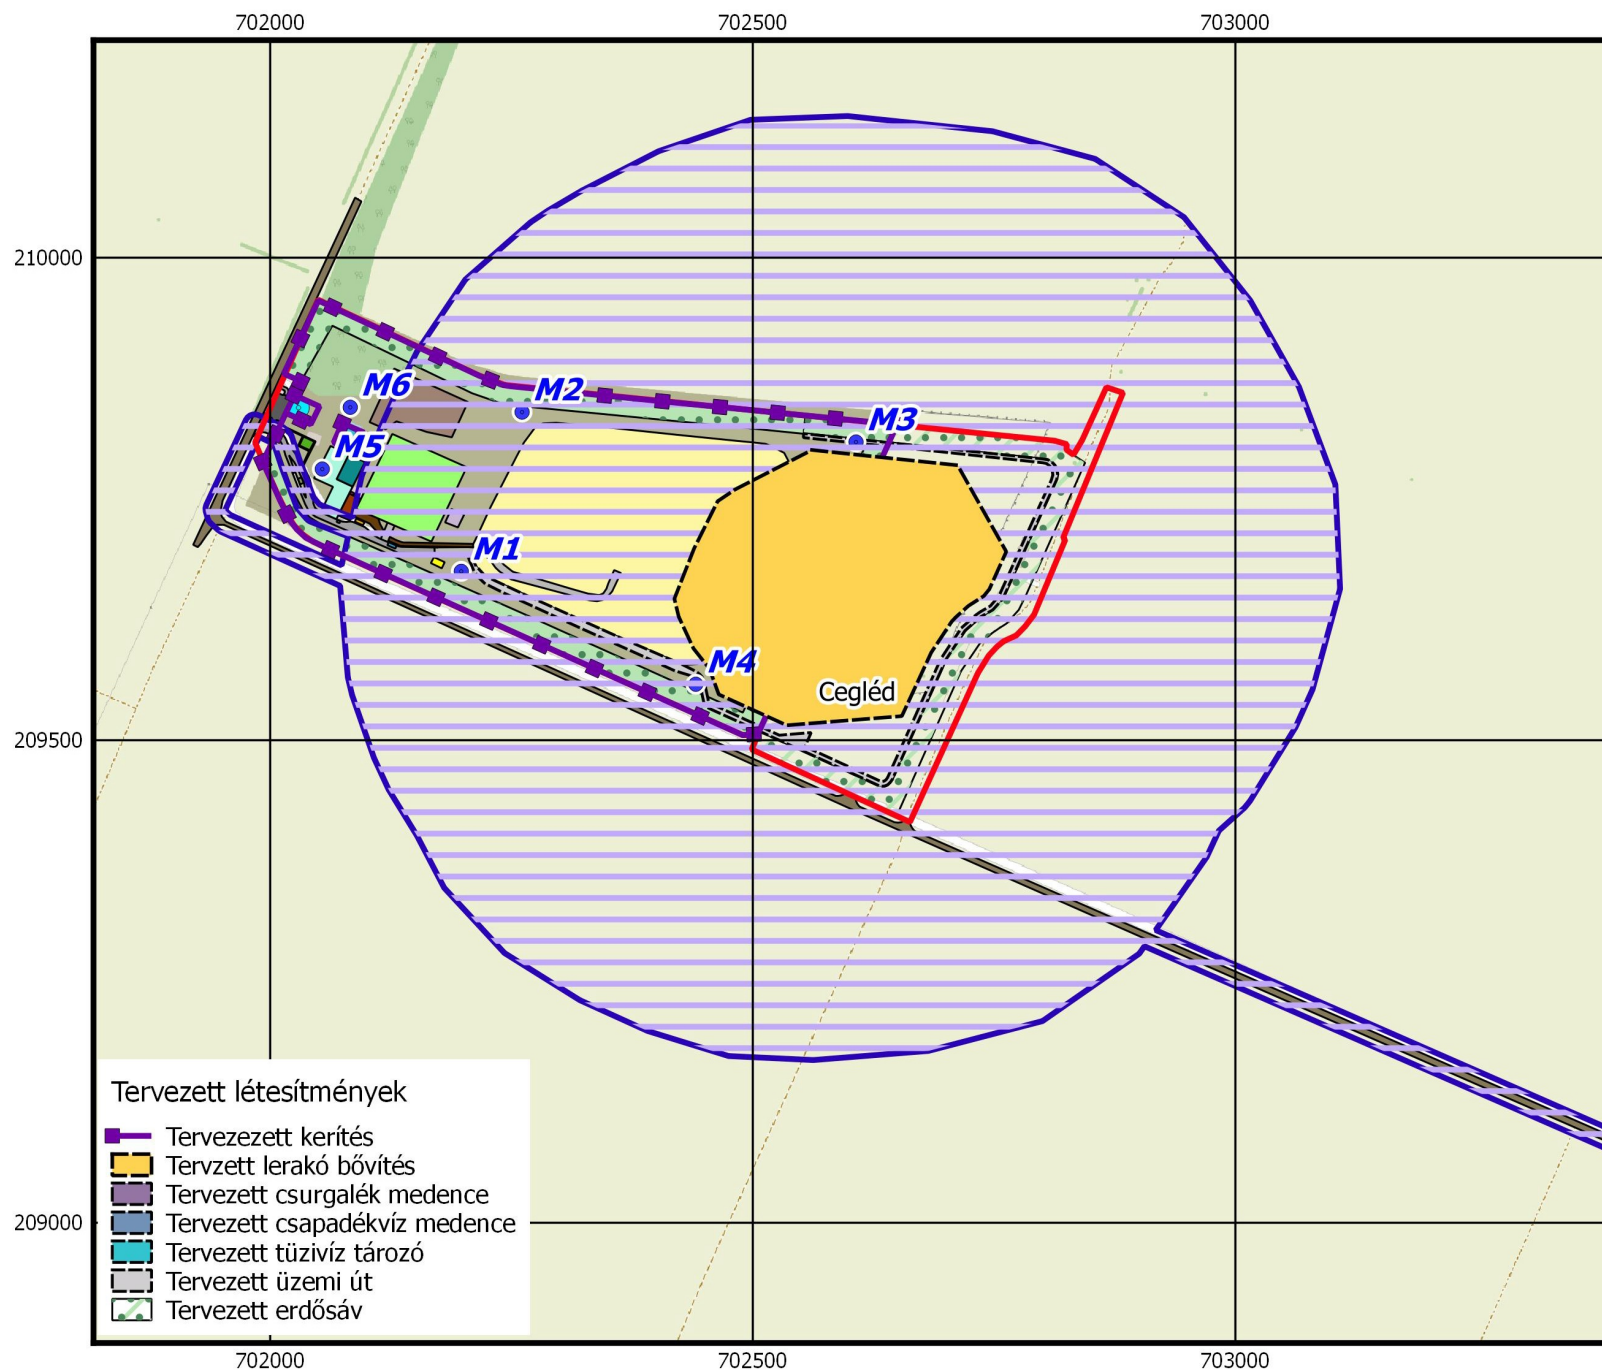 702000 702500 703000
210000
M6
M2
M3
M5
M1
M4
Cegléd
209500
Tervezett létesítmények
Tervezezett kerítés
Tervzett lerakó bővítés
Tervezett csurgalék medence
Tervezett csapadékvíz medence
209000
Tervezett tüzivíz tározó
Tervezett üzemi út
Tervezett erdősáv
702000 702500 703000